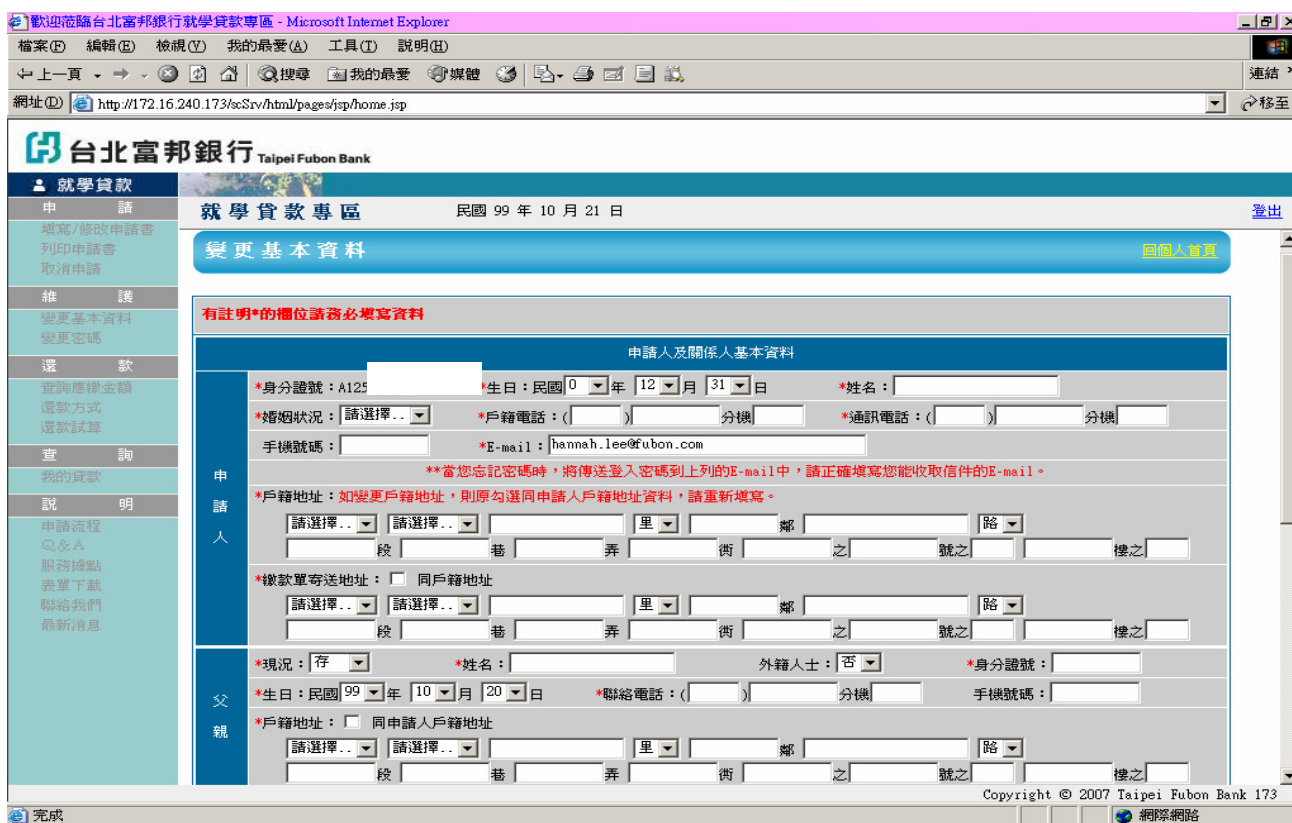 歡迎蒞臨台北富邦銀行就學貸款專區 - Microsoft Internet Explorer
檔案(F) 編輯(E) 檢視(V) 我的最愛(A) 工具(T) 說明(H)
上一頁 搜尋 我的最愛 媒體 連結
網址(D) http://172.16.240.173/scSrv/html/pages/jsp/home.jsp 移至
台北富邦銀行 Taipei Fubon Bank
就學貸款
申 請
填寫/修改申請書
列印申請書
取消申請
維 護
變更基本資料
變更密碼
還 款
查詢應繳金額
還款方式
還款試算
查 詢
我的貸款
說 明
申請流程
Q&A
服務據點
表單下載
聯絡我們
最新消息
就學貸款專區 民國 99 年 10 月 21 日 登出
變更基本資料 回個人首頁
有註明*的欄位請務必填寫資料
申請人及關係人基本資料
申請人
*身分證號：A125 *生日：民國 0 年 12 月 31 日 *姓名：
*婚姻狀況：請選擇.. *戶籍電話：( ) 分機 *通訊電話：( ) 分機
手機號碼： *E-mail：hannah.lee@fubon.com
**當您忘記密碼時，將傳送登入密碼到上列的E-mail中，請正確填寫您能收取信件的E-mail。
*戶籍地址：如變更戶籍地址，則原勾選同申請人戶籍地址資料，請重新填寫。
請選擇.. 請選擇.. 里 鄰 路
段 巷 弄 衖 之 號之 樓之
*繳款單寄送地址： 同戶籍地址
請選擇.. 請選擇.. 里 鄰 路
段 巷 弄 衖 之 號之 樓之
父親
*現況：存 *姓名： 外籍人士：否 *身分證號：
*生日：民國 99 年 10 月 20 日 *聯絡電話：( ) 分機 手機號碼：
*戶籍地址： 同申請人戶籍地址
請選擇.. 請選擇.. 里 鄰 路
段 巷 弄 衖 之 號之 樓之
Copyright © 2007 Taipei Fubon Bank 173
完成 網際網路